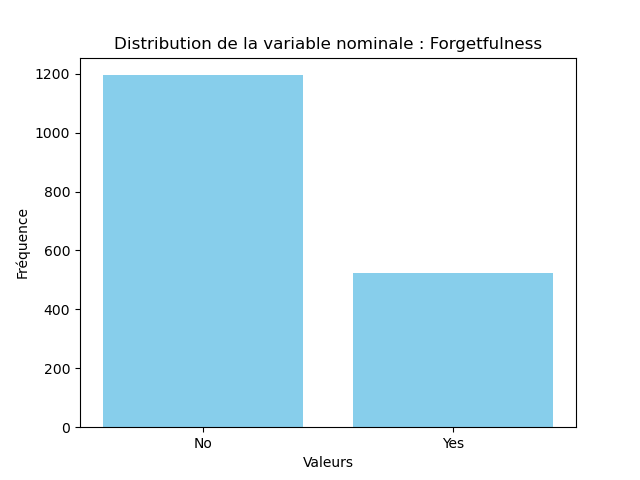 Distribution de la variable nominale : Forgetfulness
1200
1000
800
600
400
200
0
Fréquence
No
Yes
Valeurs